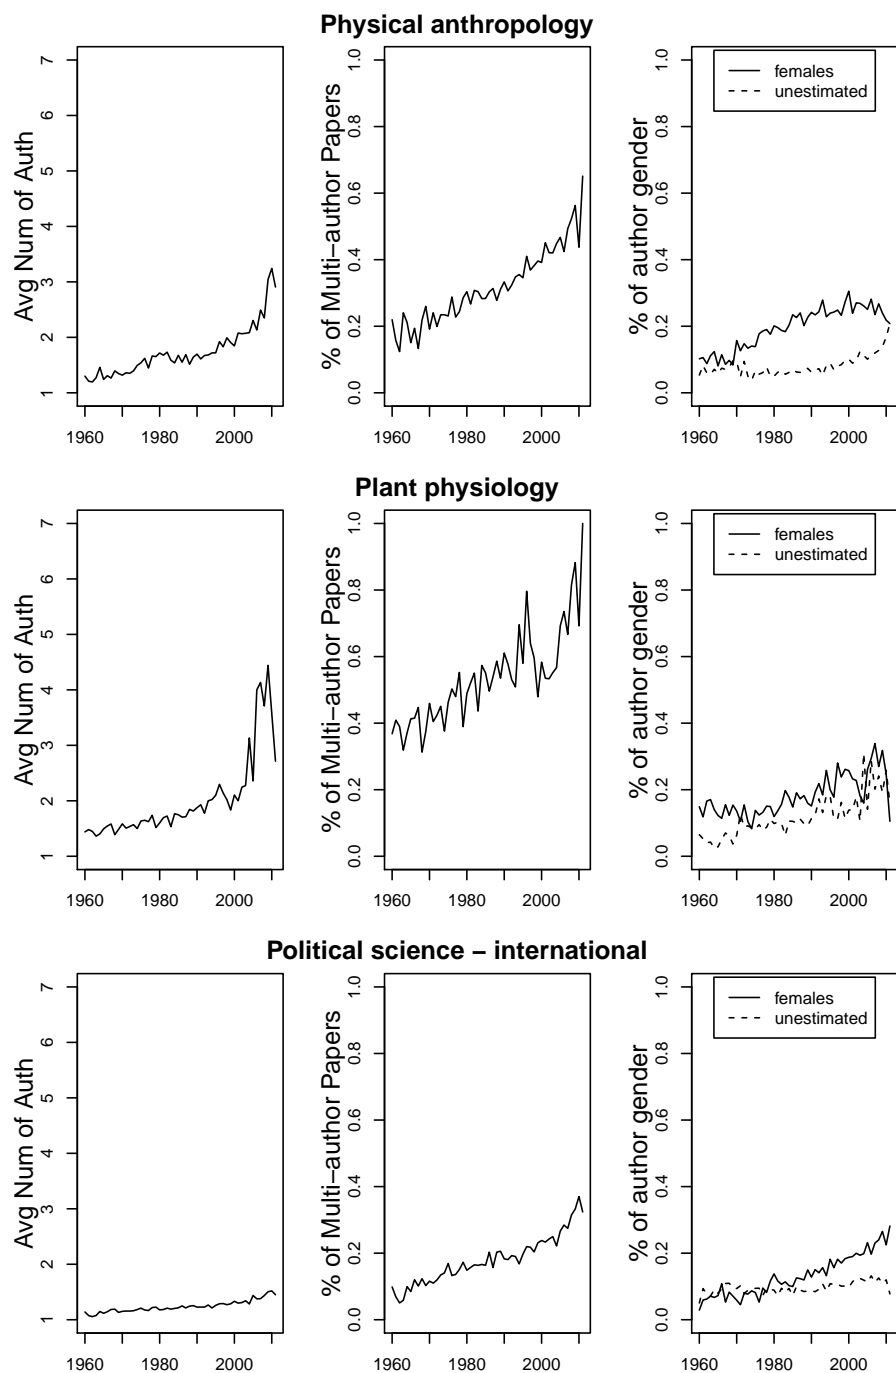 Physical anthropology
Avg Num of Auth
1 2 3 4 5 6 7
1960 1980 2000
% of Multi−author Papers
0.0 0.2 0.4 0.6 0.8 1.0
1960 1980 2000
% of author gender
0.0 0.2 0.4 0.6 0.8 1.0
1960 1980 2000
females
unestimated
Plant physiology
Avg Num of Auth
1 2 3 4 5 6 7
1960 1980 2000
% of Multi−author Papers
0.0 0.2 0.4 0.6 0.8 1.0
1960 1980 2000
% of author gender
0.0 0.2 0.4 0.6 0.8 1.0
1960 1980 2000
females
unestimated
Political science − international
Avg Num of Auth
1 2 3 4 5 6 7
1960 1980 2000
% of Multi−author Papers
0.0 0.2 0.4 0.6 0.8 1.0
1960 1980 2000
% of author gender
0.0 0.2 0.4 0.6 0.8 1.0
1960 1980 2000
females
unestimated